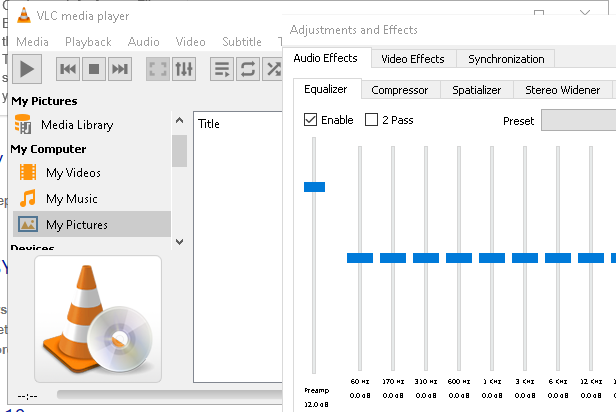 VLC media player
Media Playback Audio Video Subtitle T
My Pictures
Media Library
My Computer
My Videos
My Music
My Pictures
Devices
Title
--:--
Adjustments and Effects
Audio Effects Video Effects Synchronization
Equalizer Compressor Spatializer Stereo Widener
Enable 2 Pass Preset
60 Hz 170 Hz 310 Hz 600 Hz 1 KHz 3 KHz 6 KHz 12 KHz 1
Preamp 0.0 dB 0.0 dB 0.0 dB 0.0 dB 0.0 dB 0.0 dB 0.0 dB 0.0 dB
12.0 dB